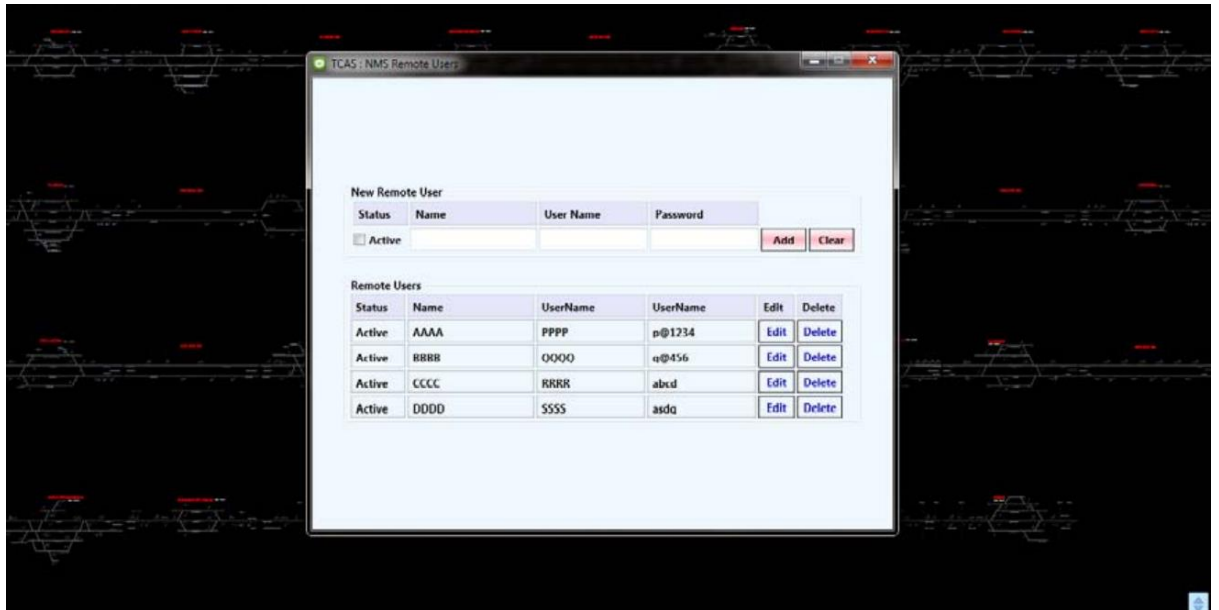 TCAS : NMS Remote Users
New Remote User
Status Name User Name Password
Active Add Clear
Remote Users
Status Name UserName UserName Edit Delete
Active AAAA PPPP p@1234 Edit Delete
Active BBBB QQQQ q@456 Edit Delete
Active CCCC RRRR abcd Edit Delete
Active DDDD SSSS asdq Edit Delete